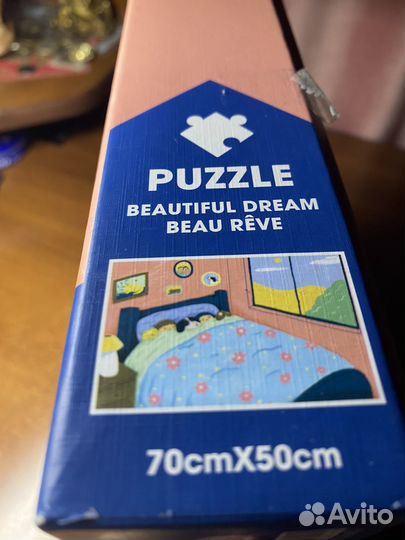 PUZZLE
BEAUTIFUL DREAM
BEAU RÊVE
70cmX50cm
Avito